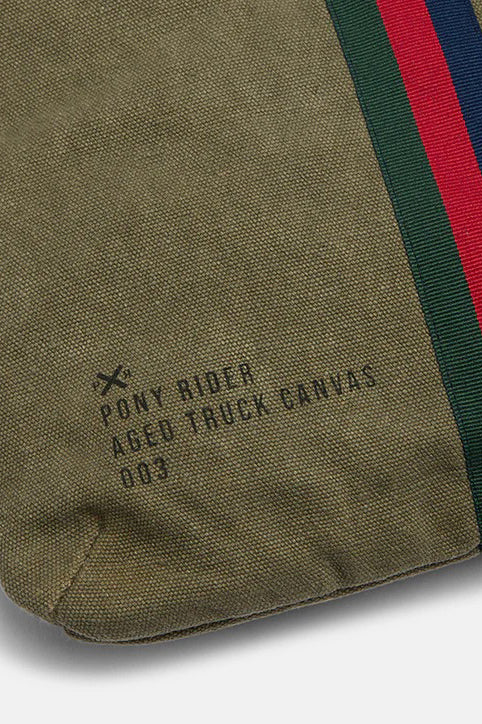 "X"
PONY RIDER
AGED TRUCK CANVAS
003